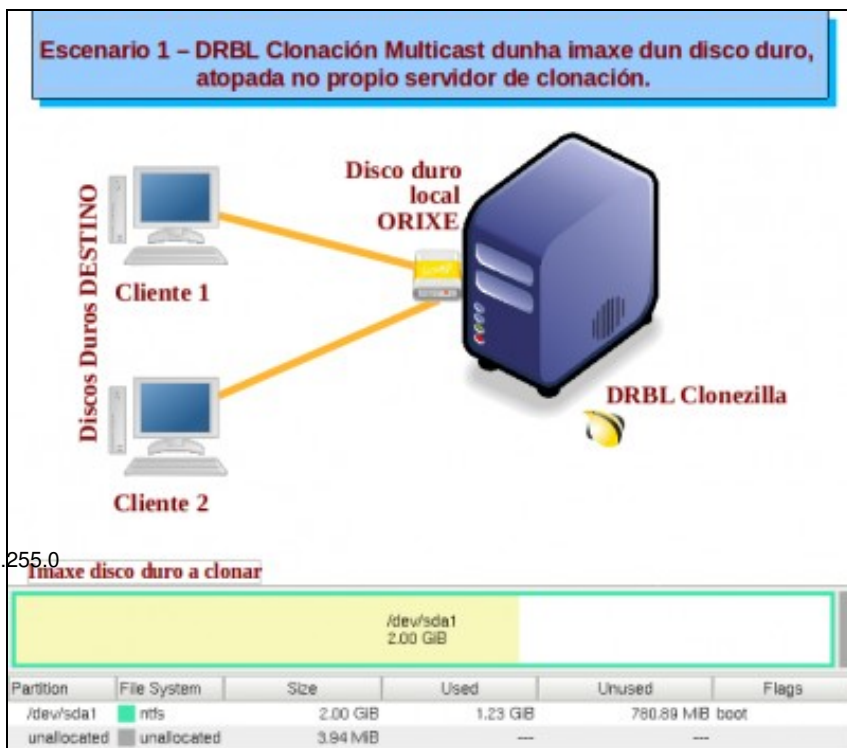 Escenario 1 – DRBL Clonación Multicast dunha imaxe dun disco duro,
atopada no propio servidor de clonación.
Disco duro
local
ORIXE
Discos Duros DESTINO
Cliente 1
DRBL Clonezilla
Cliente 2
.255.0
Imaxe disco duro a clonar
/dev/sda1
2.00 GiB
Partition File System Size Used Unused Flags
/dev/sda1 ntfs 2.00 GiB 1.23 GiB 780.89 MiB boot
unallocated unallocated 3.94 MiB --- ---